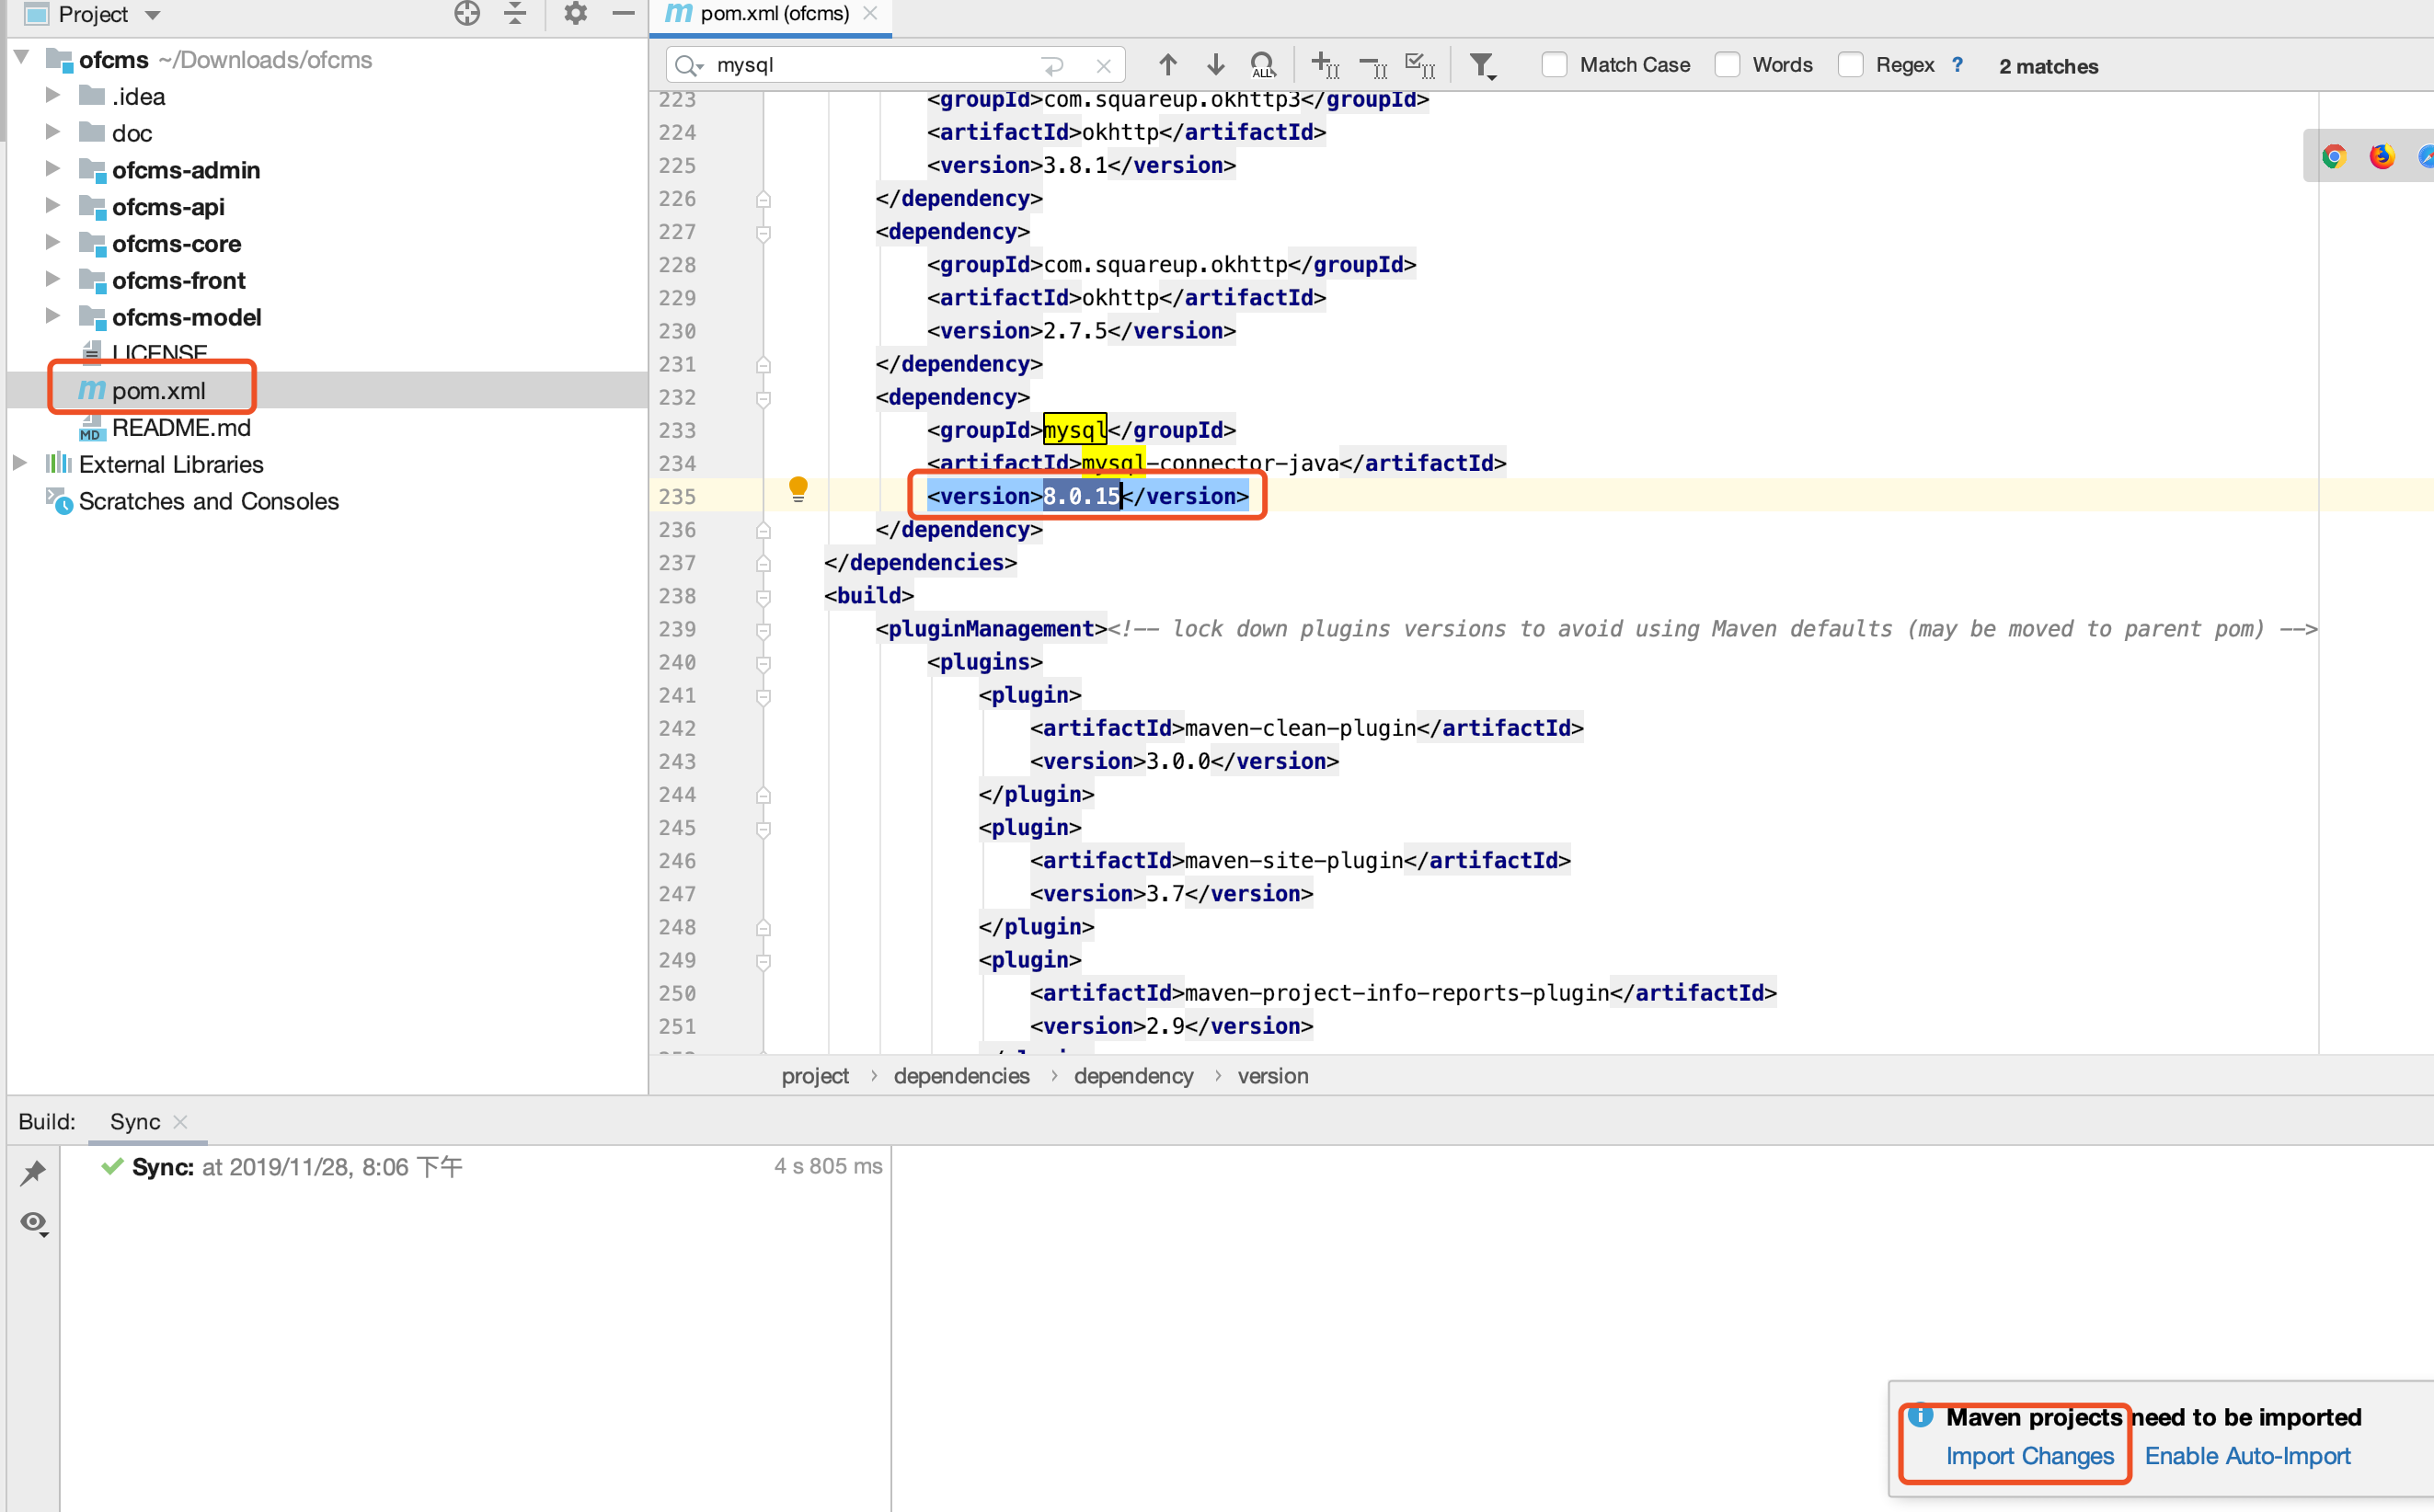 Project
pom.xml (ofcms)
ofcms ~/Downloads/ofcms
.idea
doc
ofcms-admin
ofcms-api
ofcms-core
ofcms-front
ofcms-model
LICENSE
pom.xml
MD README.md
External Libraries
Scratches and Consoles
mysql
ALL
Match Case
Words
Regex ?
2 matches
223 <groupId>com.squareup.okhttp3</groupId>
224 <artifactId>okhttp</artifactId>
225 <version>3.8.1</version>
226 </dependency>
227 <dependency>
228 <groupId>com.squareup.okhttp</groupId>
229 <artifactId>okhttp</artifactId>
230 <version>2.7.5</version>
231 </dependency>
232 <dependency>
233 <groupId>mysql</groupId>
234 <artifactId>mysql-connector-java</artifactId>
235 <version>8.0.15</version>
236 </dependency>
237 </dependencies>
238 <build>
239 <pluginManagement><!-- lock down plugins versions to avoid using Maven defaults (may be moved to parent pom) -->
240 <plugins>
241 <plugin>
242 <artifactId>maven-clean-plugin</artifactId>
243 <version>3.0.0</version>
244 </plugin>
245 <plugin>
246 <artifactId>maven-site-plugin</artifactId>
247 <version>3.7</version>
248 </plugin>
249 <plugin>
250 <artifactId>maven-project-info-reports-plugin</artifactId>
251 <version>2.9</version>
project › dependencies › dependency › version
Build: Sync
Sync: at 2019/11/28, 8:06 下午 4 s 805 ms
Maven projects need to be imported
Import Changes Enable Auto-Import